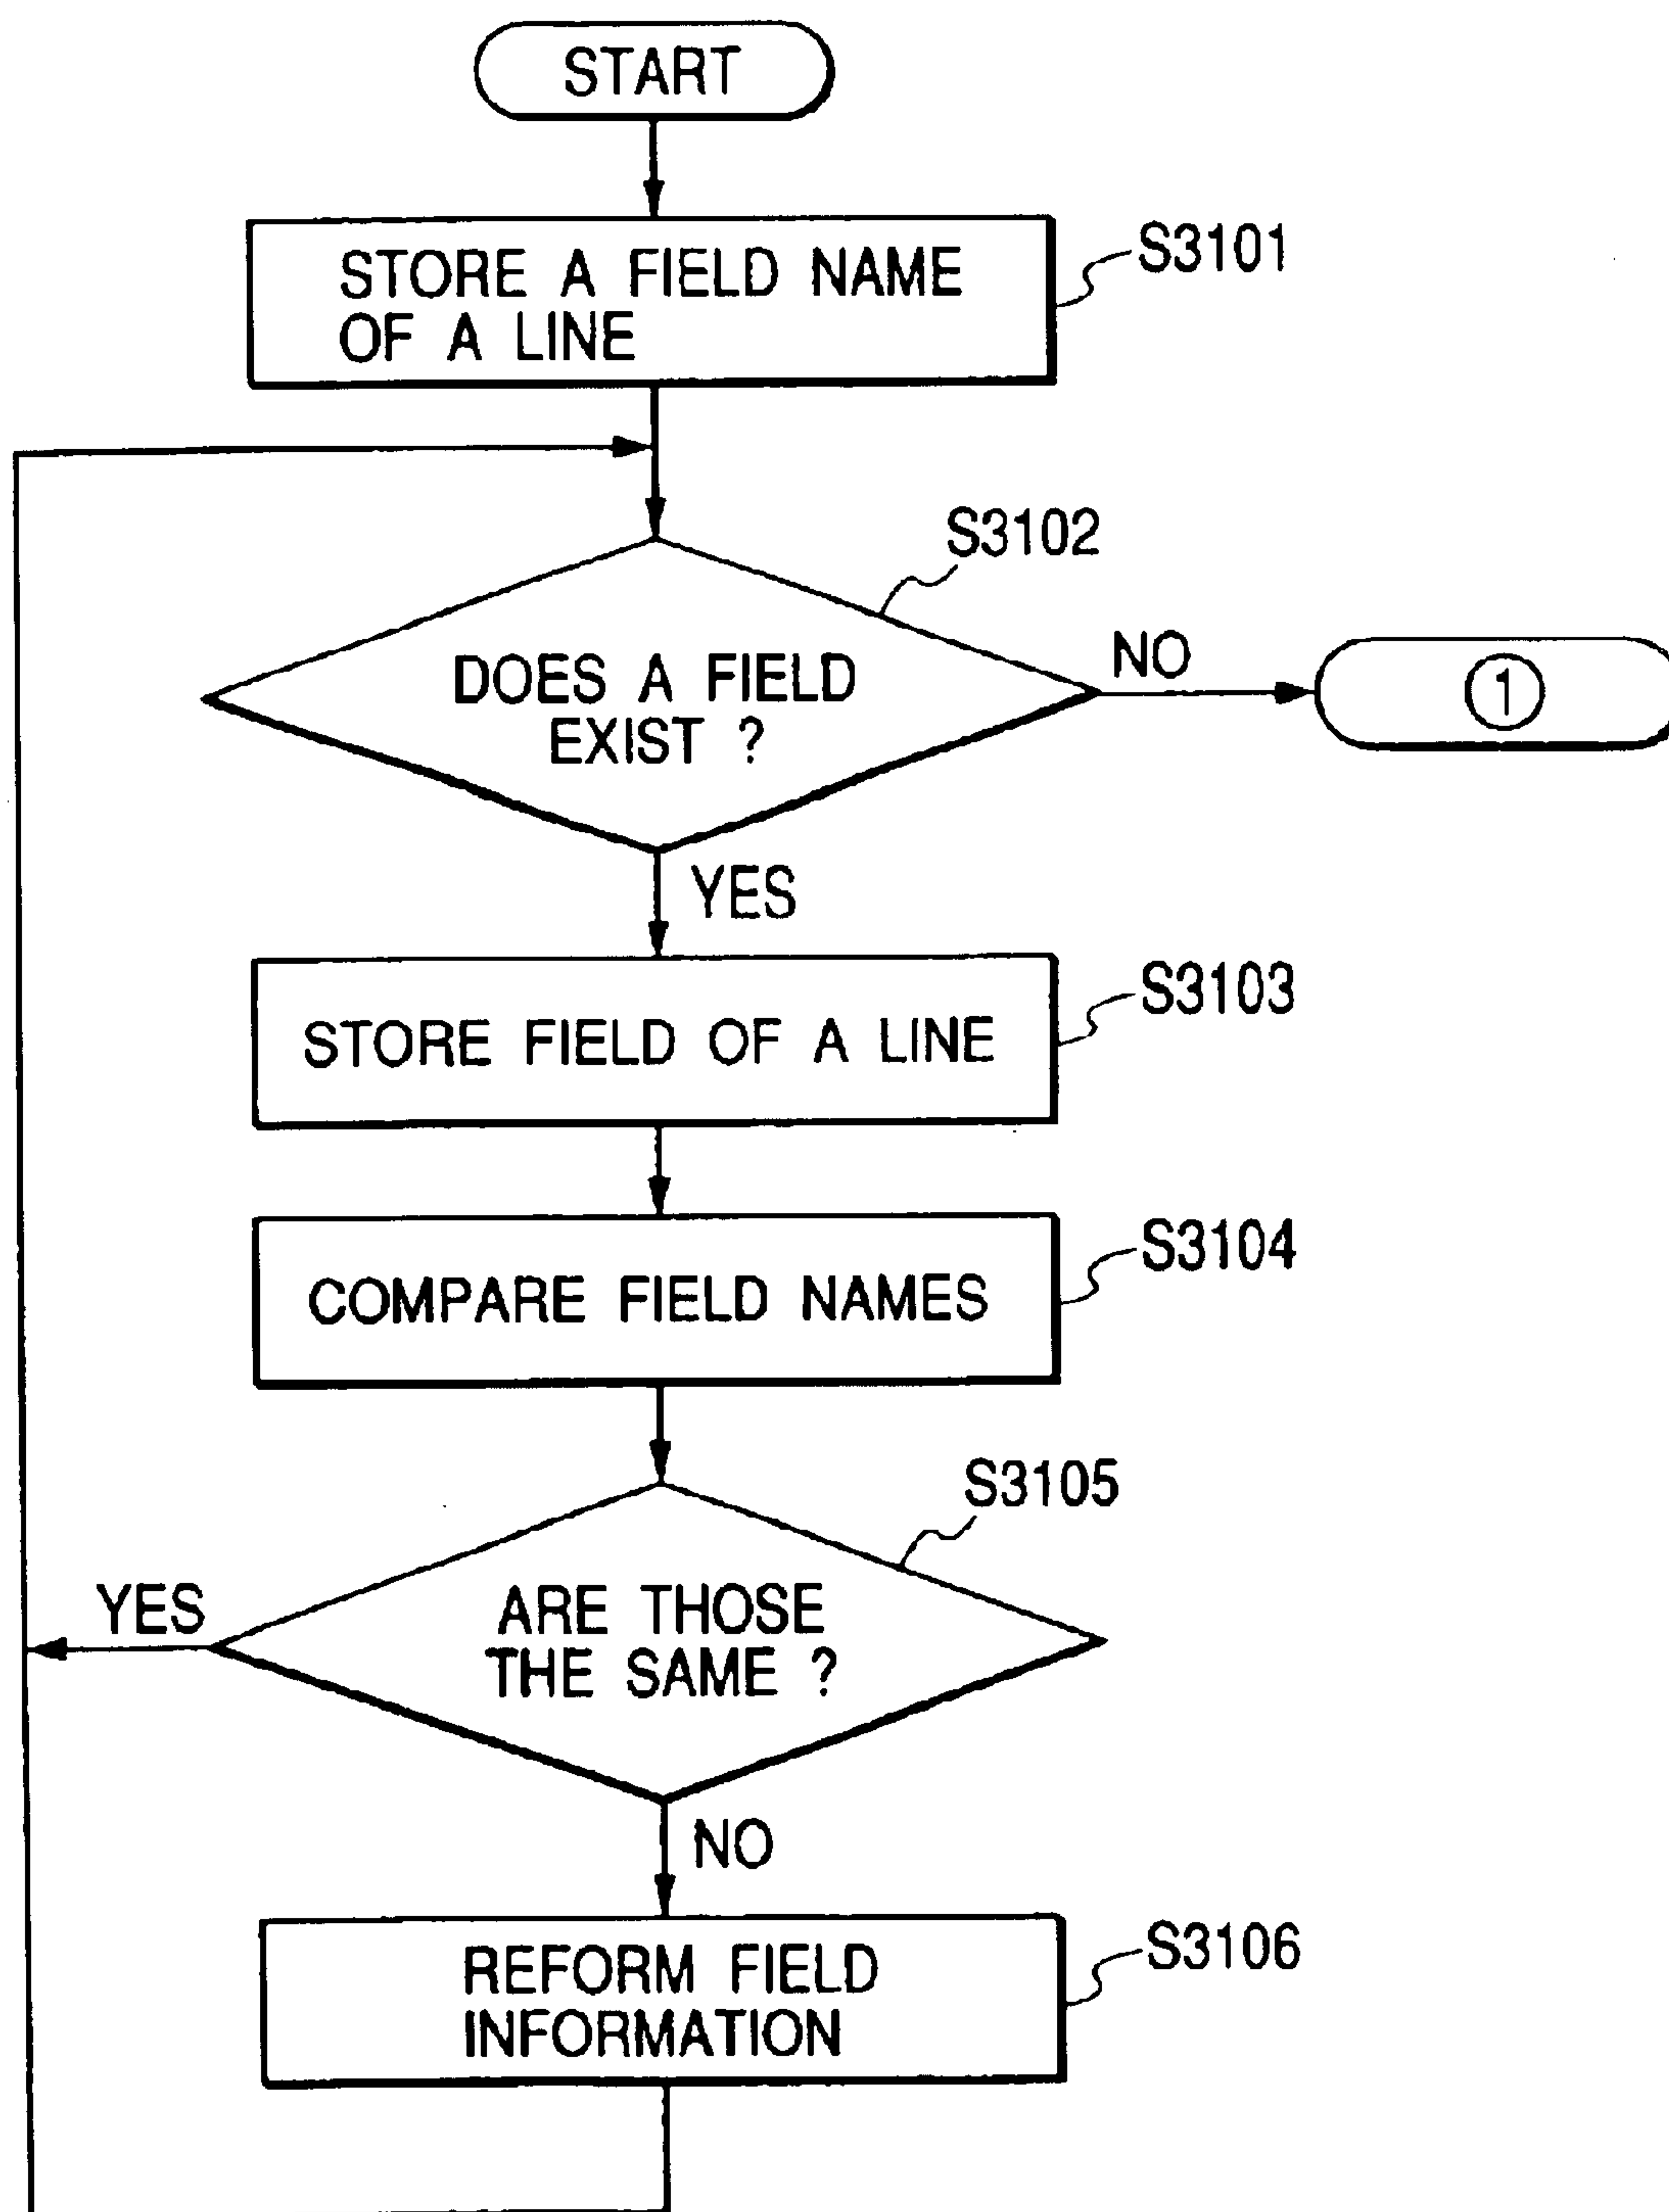 START
STORE A FIELD NAME
OF A LINE
S3101
S3102
DOES A FIELD
EXIST ?
NO
1
YES
STORE FIELD OF A LINE
S3103
COMPARE FIELD NAMES
S3104
S3105
ARE THOSE
THE SAME ?
YES
NO
REFORM FIELD
INFORMATION
S3106